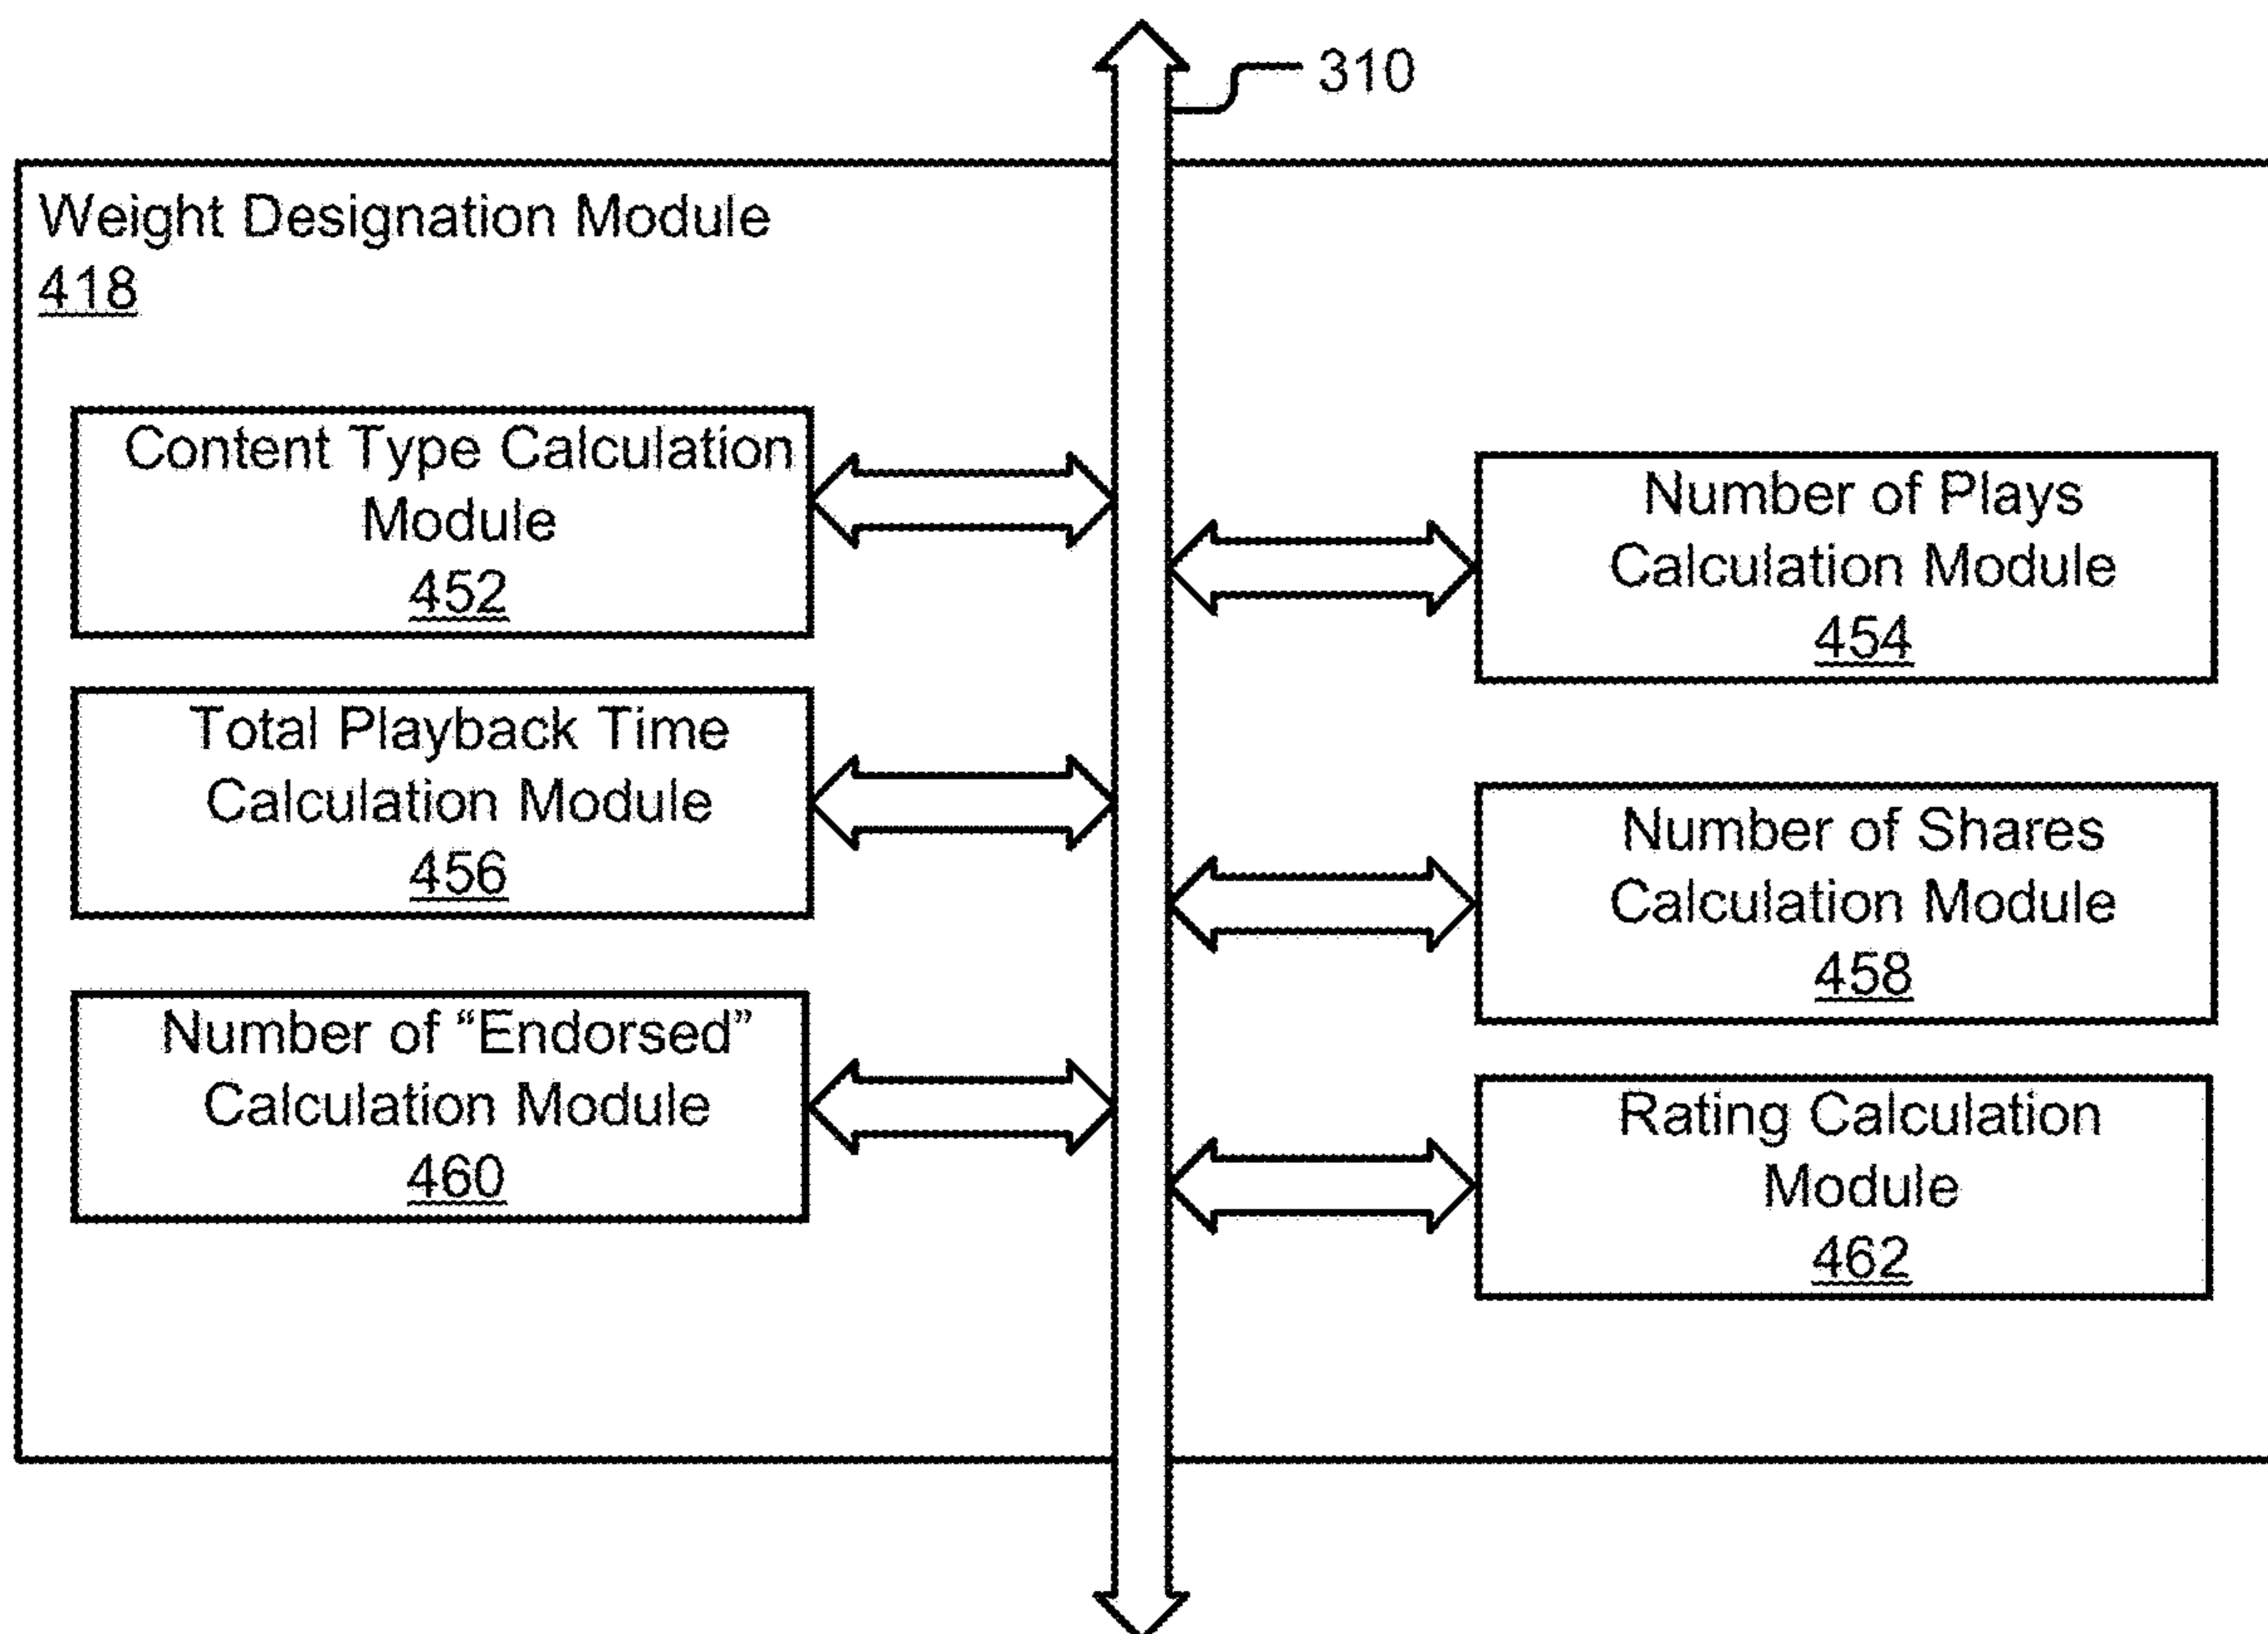 310
Weight Designation Module
418
Content Type Calculation
Module
452
Number of Plays
Calculation Module
454
Total Playback Time
Calculation Module
456
Number of Shares
Calculation Module
458
Number of “Endorsed”
Calculation Module
460
Rating Calculation
Module
462